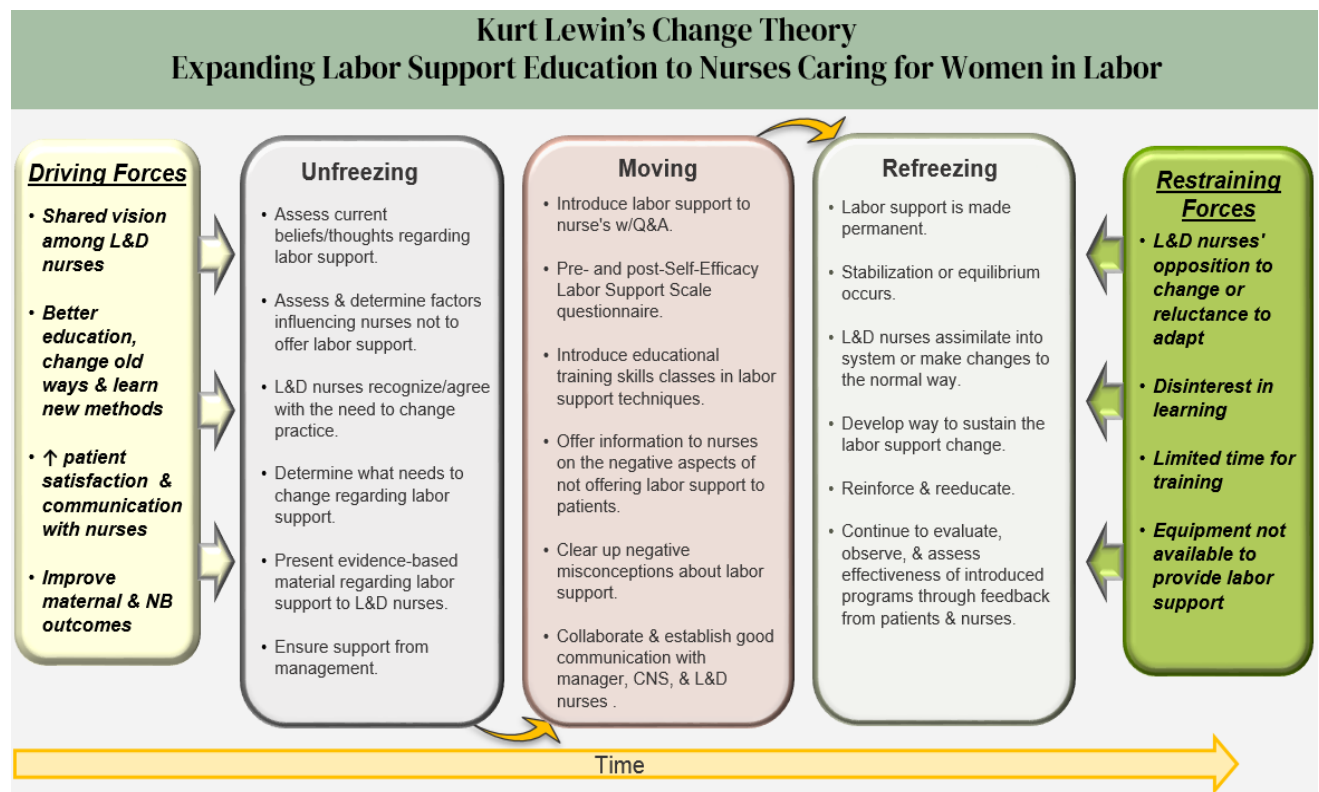 Kurt Lewin's Change Theory
Expanding Labor Support Education to Nurses Caring for Women in Labor
Driving Forces
• Shared vision
among L&D
nurses
• Better
education,
change old
ways & learn
new methods
• ↑ patient
satisfaction &
communication
with nurses
• Improve
maternal & NB
outcomes
Unfreezing
• Assess current
beliefs/thoughts regarding
labor support.
• Assess & determine factors
influencing nurses not to
offer labor support.
• L&D nurses recognize/agree
with the need to change
practice.
• Determine what needs to
change regarding labor
support.
• Present evidence-based
material regarding labor
support to L&D nurses.
• Ensure support from
management.
Moving
• Introduce labor support to
nurse's w/Q&A.
• Pre- and post-Self-Efficacy
Labor Support Scale
questionnaire.
• Introduce educational
training skills classes in labor
support techniques.
• Offer information to nurses
on the negative aspects of
not offering labor support to
patients.
• Clear up negative
misconceptions about labor
support.
• Collaborate & establish good
communication with
manager, CNS, & L&D
nurses .
Refreezing
• Labor support is made
permanent.
• Stabilization or equilibrium
occurs.
• L&D nurses assimilate into
system or make changes to
the normal way.
• Develop way to sustain the
labor support change.
• Reinforce & reeducate.
• Continue to evaluate,
observe, & assess
effectiveness of introduced
programs through feedback
from patients & nurses.
Restraining
Forces
• L&D nurses'
opposition to
change or
reluctance to
adapt
• Disinterest in
learning
• Limited time for
training
• Equipment not
available to
provide labor
support
Time